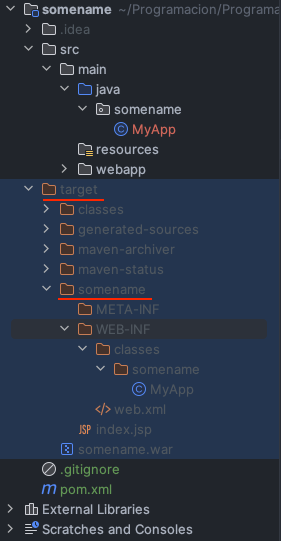 somename ~/Programacion/Programa
.idea
src
main
java
somename
MyApp
resources
webapp
target
classes
generated-sources
maven-archiver
maven-status
somename
META-INF
WEB-INF
classes
somename
MyApp
web.xml
index.jsp
somename.war
.gitignore
pom.xml
External Libraries
Scratches and Consoles